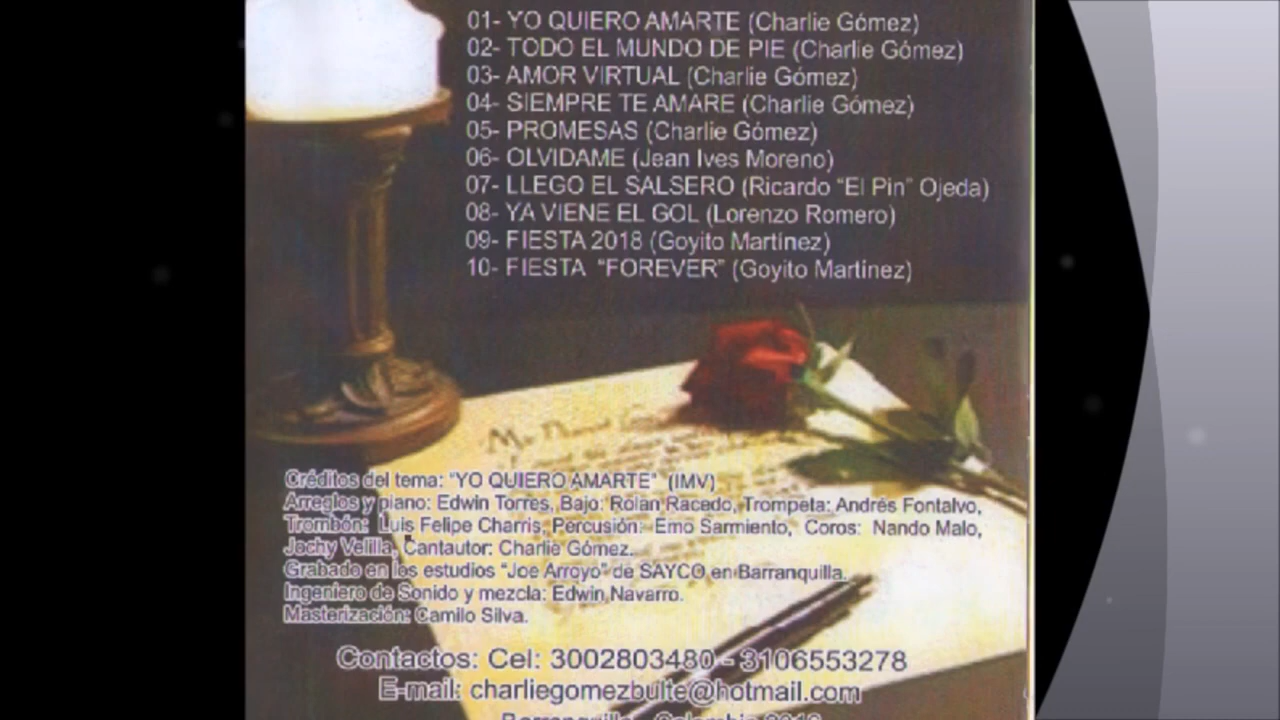 01- YO QUIERO AMARTE (Charlie Gómez)
02- TODO EL MUNDO DE PIE (Charlie Gómez)
03- AMOR VIRTUAL (Charlie Gómez)
04- SIEMPRE TE AMARE (Charlie Gómez)
05- PROMESAS (Charlie Gómez)
06- OLVIDAME (Jean Ives Moreno)
07- LLEGO EL SALSERO (Ricardo “El Pin” Ojeda)
08- YA VIENE EL GOL (Lorenzo Romero)
09- FIESTA 2018 (Goyito Martínez)
10- FIESTA “FOREVER” (Goyito Martínez)
Créditos del tema: “YO QUIERO AMARTE” (IMV)
Arreglos y piano: Edwin Torres, Bajo: Rolan Racedo, Trompeta: Andrés Fontalvo,
Trombón: Luis Felipe Charris, Percusión: Emo Sarmiento, Coros: Nando Malo,
Jochy Velilla, Cantautor: Charlie Gómez.
Grabado en los estudios “Joe Arroyo” de SAYCO en Barranquilla.
Ingeniero de Sonido y mezcla: Edwin Navarro.
Masterización: Camilo Silva.
Contactos: Cel: 3002803480 - 3106553278
E-mail: charliegomezbulte@hotmail.com
Barranquilla - Colombia